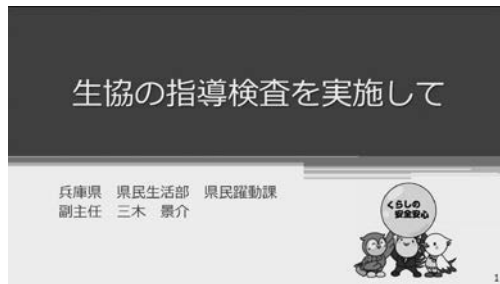 生協の指導検査を実施して
兵庫県　県民生活部　県民躍動課
副主任　三木　景介
くらしの
安全安心
1